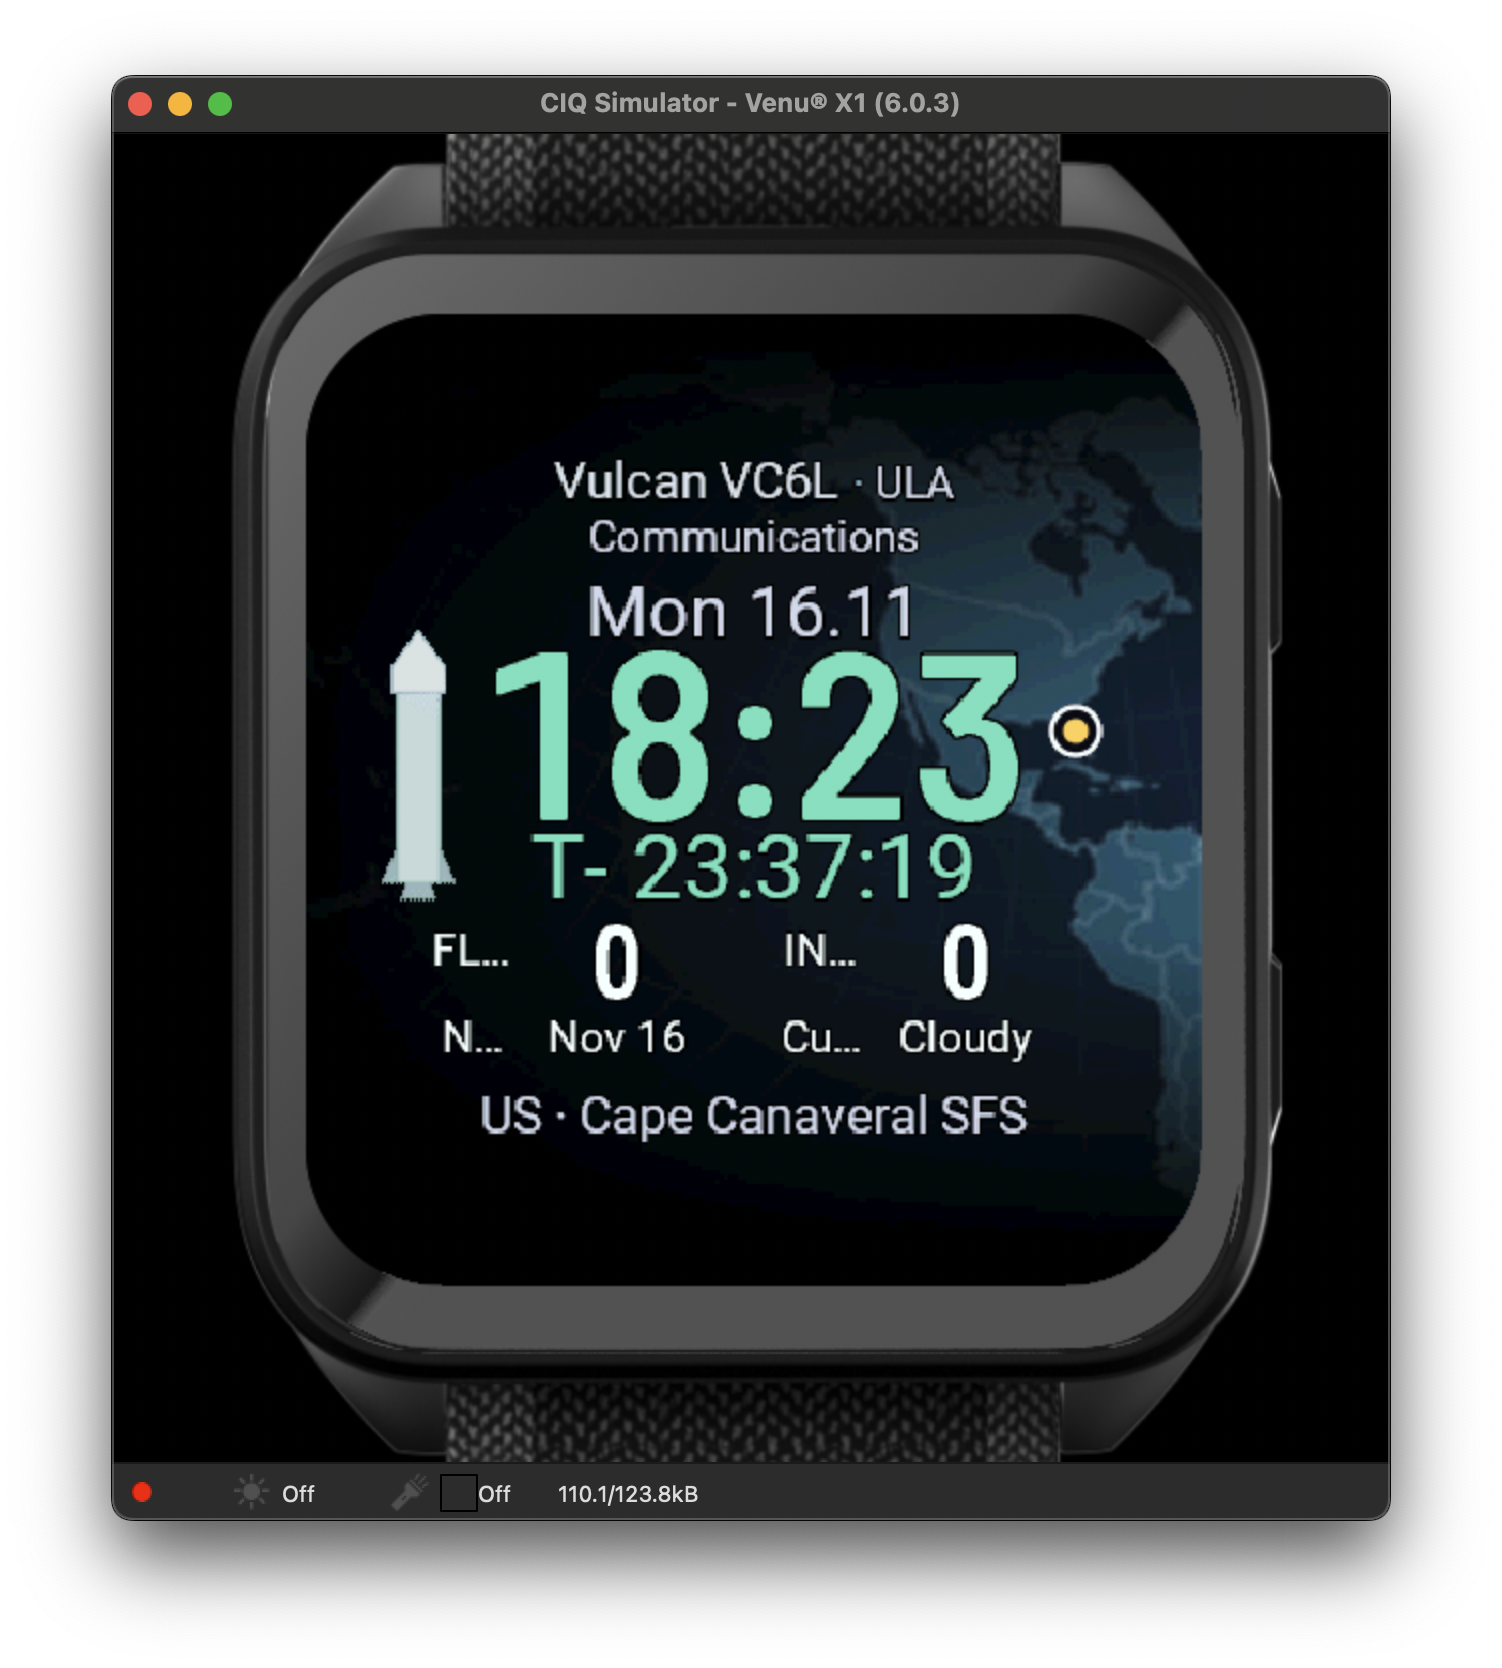 CIQ Simulator - Venu® X1 (6.0.3)
Vulcan VC6L · ULA
Communications
Mon 16.11
18:23
T- 23:37:19
FL... 0 IN... 0
N... Nov 16 Cu... Cloudy
US · Cape Canaveral SFS
Off Off 110.1/123.8kB